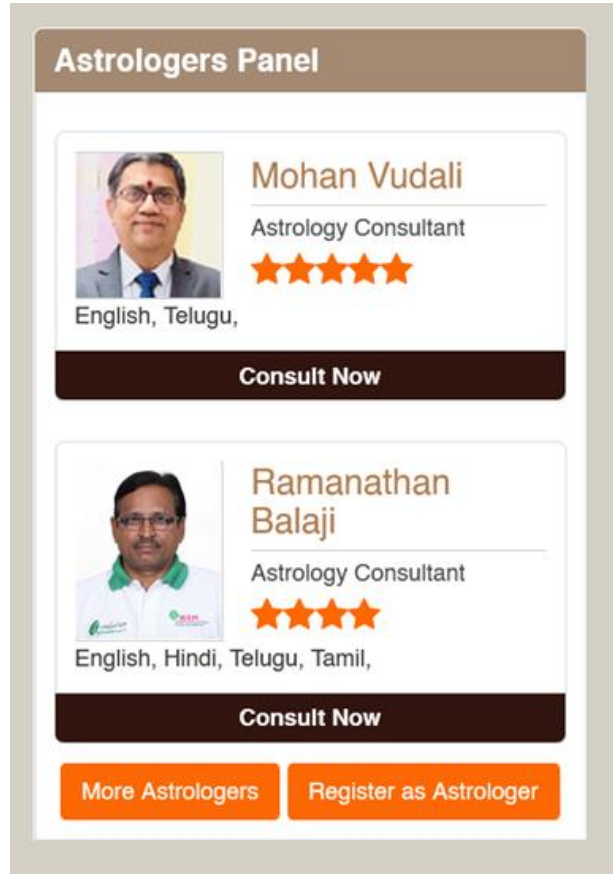 Astrologers Panel
Mohan Vudali
Astrology Consultant
English, Telugu,
Consult Now
Ramanathan
Balaji
Astrology Consultant
English, Hindi, Telugu, Tamil,
Consult Now
More Astrologers
Register as Astrologer